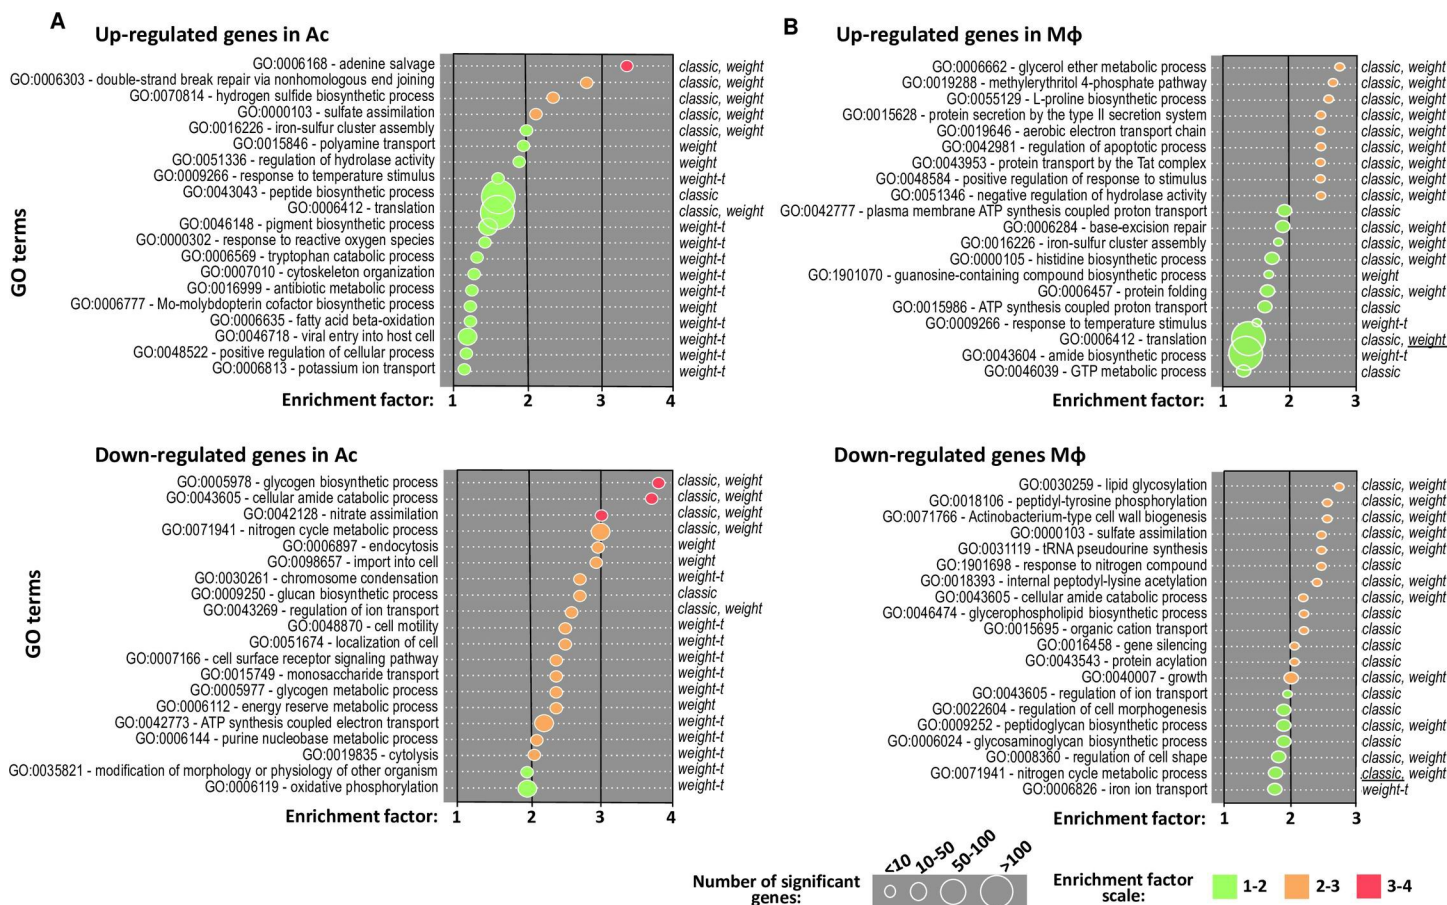 A
Up-regulated genes in Ac
GO terms
GO:0006168 - adenine salvage classic, weight
GO:0006303 - double-strand break repair via nonhomologous end joining classic, weight
GO:0070814 - hydrogen sulfide biosynthetic process classic, weight
GO:0000103 - sulfate assimilation classic, weight
GO:0016226 - iron-sulfur cluster assembly classic, weight
GO:0015846 - polyamine transport weight
GO:0051336 - regulation of hydrolase activity weight
GO:0009266 - response to temperature stimulus weight-t
GO:0043043 - peptide biosynthetic process classic
GO:0006412 - translation classic, weight
GO:0046148 - pigment biosynthetic process weight-t
GO:0000302 - response to reactive oxygen species weight-t
GO:0006569 - tryptophan catabolic process weight-t
GO:0007010 - cytoskeleton organization weight-t
GO:0016999 - antibiotic metabolic process weight-t
GO:0006777 - Mo-molybdopterin cofactor biosynthetic process weight
GO:0006635 - fatty acid beta-oxidation weight-t
GO:0046718 - viral entry into host cell weight-t
GO:0048522 - positive regulation of cellular process weight-t
GO:0006813 - potassium ion transport weight-t
Enrichment factor: 1 2 3 4
B
Up-regulated genes in Mϕ
GO:0006662 - glycerol ether metabolic process classic, weight
GO:0019288 - methylerythritol 4-phosphate pathway classic, weight
GO:0055129 - L-proline biosynthetic process classic, weight
GO:0015628 - protein secretion by the type II secretion system classic, weight
GO:0019646 - aerobic electron transport chain classic, weight
GO:0042981 - regulation of apoptotic process classic, weight
GO:0043953 - protein transport by the Tat complex classic, weight
GO:0048584 - positive regulation of response to stimulus classic, weight
GO:0051346 - negative regulation of hydrolase activity classic, weight
GO:0042777 - plasma membrane ATP synthesis coupled proton transport classic
GO:0006284 - base-excision repair classic, weight
GO:0016226 - iron-sulfur cluster assembly classic, weight
GO:0000105 - histidine biosynthetic process classic, weight
GO:1901070 - guanosine-containing compound biosynthetic process weight
GO:0006457 - protein folding classic, weight
GO:0015986 - ATP synthesis coupled proton transport classic
GO:0009266 - response to temperature stimulus weight-t
GO:0006412 - translation classic, weight
GO:0043604 - amide biosynthetic process weight-t
GO:0046039 - GTP metabolic process classic
Enrichment factor: 1 2 3
Down-regulated genes in Ac
GO terms
GO:0005978 - glycogen biosynthetic process classic, weight
GO:0043605 - cellular amide catabolic process classic, weight
GO:0042128 - nitrate assimilation classic, weight
GO:0071941 - nitrogen cycle metabolic process classic, weight
GO:0006897 - endocytosis weight
GO:0098657 - import into cell weight
GO:0030261 - chromosome condensation weight-t
GO:0009250 - glucan biosynthetic process classic
GO:0043269 - regulation of ion transport classic, weight
GO:0048870 - cell motility weight-t
GO:0051674 - localization of cell weight-t
GO:0007166 - cell surface receptor signaling pathway weight-t
GO:0015749 - monosaccharide transport weight-t
GO:0005977 - glycogen metabolic process weight-t
GO:0006112 - energy reserve metabolic process weight
GO:0042773 - ATP synthesis coupled electron transport weight-t
GO:0006144 - purine nucleobase metabolic process weight-t
GO:0019835 - cytolysis weight-t
GO:0035821 - modification of morphology or physiology of other organism weight-t
GO:0006119 - oxidative phosphorylation weight-t
Enrichment factor: 1 2 3 4
Down-regulated genes Mϕ
GO:0030259 - lipid glycosylation classic, weight
GO:0018106 - peptidyl-tyrosine phosphorylation classic, weight
GO:0071766 - Actinobacterium-type cell wall biogenesis classic, weight
GO:0000103 - sulfate assimilation classic, weight
GO:0031119 - tRNA pseudourine synthesis classic, weight
GO:1901698 - response to nitrogen compound classic
GO:0018393 - internal peptodyl-lysine acetylation classic, weight
GO:0043605 - cellular amide catabolic process classic, weight
GO:0046474 - glycerophospholipid biosynthetic process classic
GO:0015695 - organic cation transport classic
GO:0016458 - gene silencing classic
GO:0043543 - protein acylation classic
GO:0040007 - growth classic, weight
GO:0043605 - regulation of ion transport classic
GO:0022604 - regulation of cell morphogenesis classic
GO:0009252 - peptidoglycan biosynthetic process classic, weight
GO:0006024 - glycosaminoglycan biosynthetic process classic
GO:0008360 - regulation of cell shape classic, weight
GO:0071941 - nitrogen cycle metabolic process classic, weight
GO:0006826 - iron ion transport weight-t
Enrichment factor: 1 2 3
Number of significant genes: <10 10-50 50-100 >100
Enrichment factor scale: 1-2 2-3 3-4